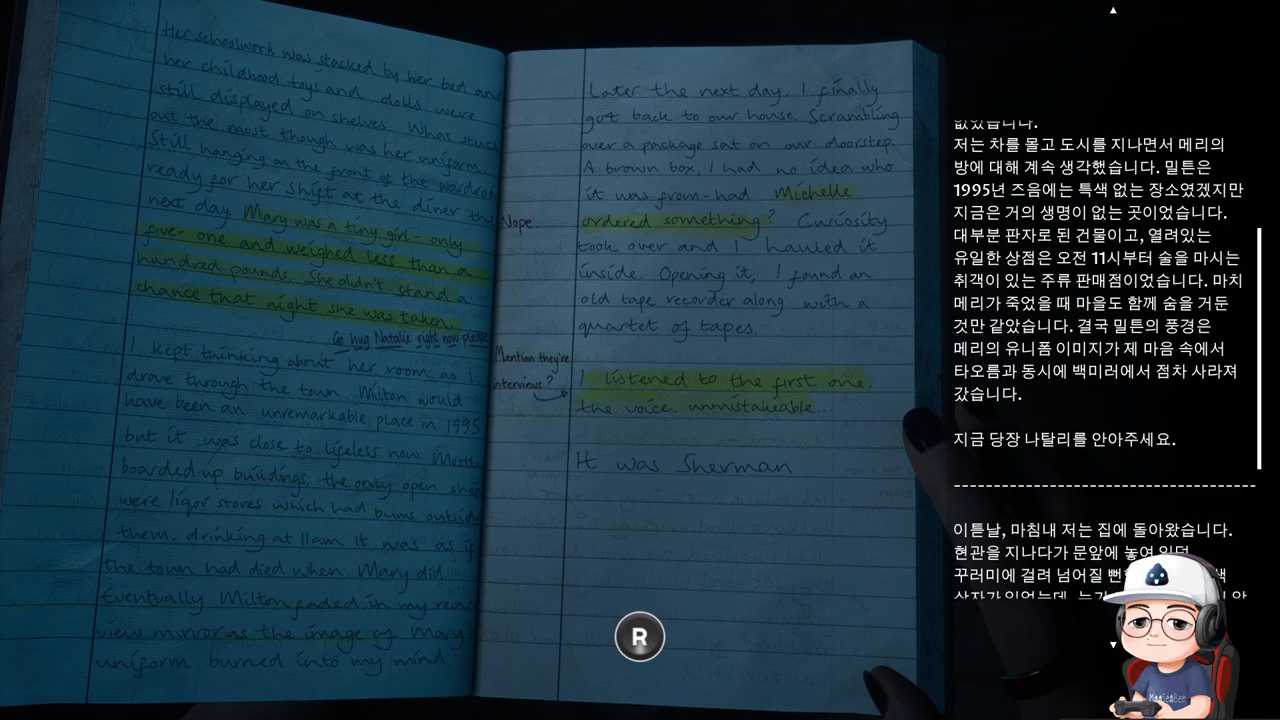 Her schoolwork was stacked by her bed and
her childhood toys and dolls were
still displayed on shelves. What stuck
out the most though was her uniform.
Still hanging on the front of the wardrobe
ready for her shift at the diner the
next day. Mary was a tiny girl- only
five- one and weighed less than a
hundred pounds. She didn't stand a
chance that night she was taken.
Go hug Natalie right now please
I kept thinking about her room as I
drove through the town. Milton would
have been an unremarkable place in 1995
but it was close to lifeless now. Mostly
boarded up buildings, the only open shop
were liqor stores which had bums outside
them, drinking at 11am. It was as if
the town had died when Mary did.
Eventually Milton faded in my rear
view mirror as the image of Mary's
uniform burned into my mind.
Later the next day, I finally
got back to our house. Scrambling
over a package sat on our doorstep.
A brown box, I had no idea who
it was from- had Michelle
Nope.
ordered something? Curiosity
took over and I hauled it
inside. Opening it, I found an
old tape recorder along with a
quartet of tapes.
Mention they're
interviews?
I listened to the first one,
the voice, unmistakeable...
It was Sherman
R
없었습니다.
저는 차를 몰고 도시를 지나면서 메리의
방에 대해 계속 생각했습니다. 밀튼은
1995년 즈음에는 특색 없는 장소였겠지만
지금은 거의 생명이 없는 곳이었습니다.
대부분 판자로 된 건물이고, 열려있는
유일한 상점은 오전 11시부터 술을 마시는
취객이 있는 주류 판매점이었습니다. 마치
메리가 죽었을 때 마을도 함께 숨을 거둔
것만 같았습니다. 결국 밀튼의 풍경은
메리의 유니폼 이미지가 제 마음 속에서
타오름과 동시에 백미러에서 점차 사라져
갔습니다.
지금 당장 나탈리를 안아주세요.
이튿날, 마침내 저는 집에 돌아왔습니다.
현관을 지나다가 문앞에 놓여 있던
꾸러미에 걸려 넘어질 뻔